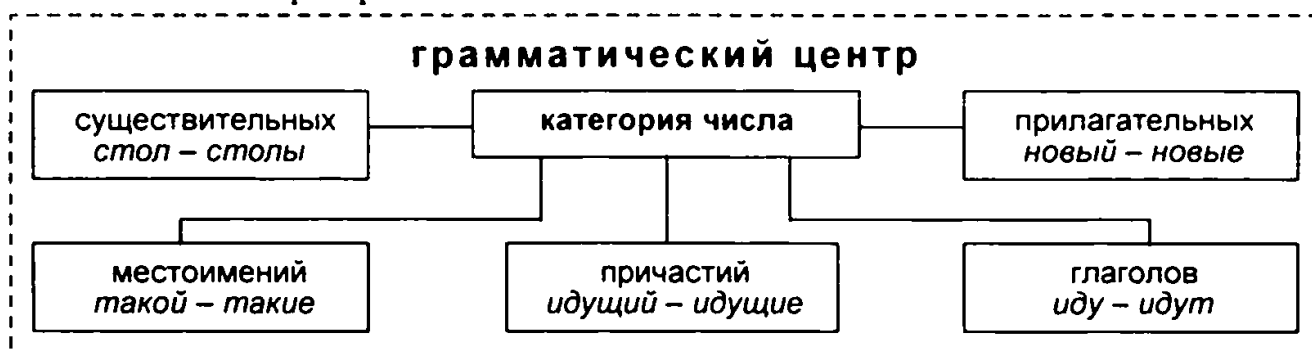 грамматический центр
существительных
стол – столы
категория числа
прилагательных
новый – новые
местоимений
такой – такие
причастий
идущий – идущие
глаголов
иду – идут